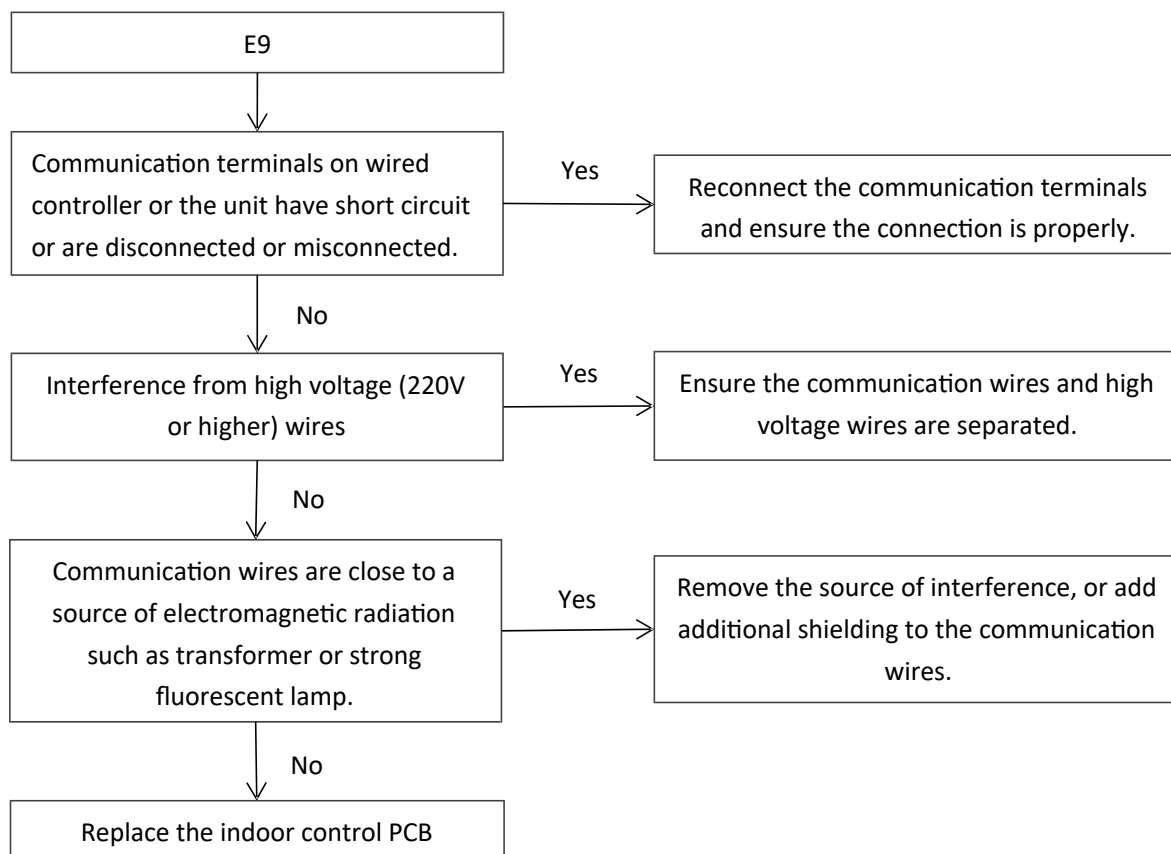 E9
Communication terminals on wired
controller or the unit have short circuit
or are disconnected or misconnected.
Yes
Reconnect the communication terminals
and ensure the connection is properly.
No
Interference from high voltage (220V
or higher) wires
Yes
Ensure the communication wires and high
voltage wires are separated.
No
Communication wires are close to a
source of electromagnetic radiation
such as transformer or strong
fluorescent lamp.
Yes
Remove the source of interference, or add
additional shielding to the communication
wires.
No
Replace the indoor control PCB